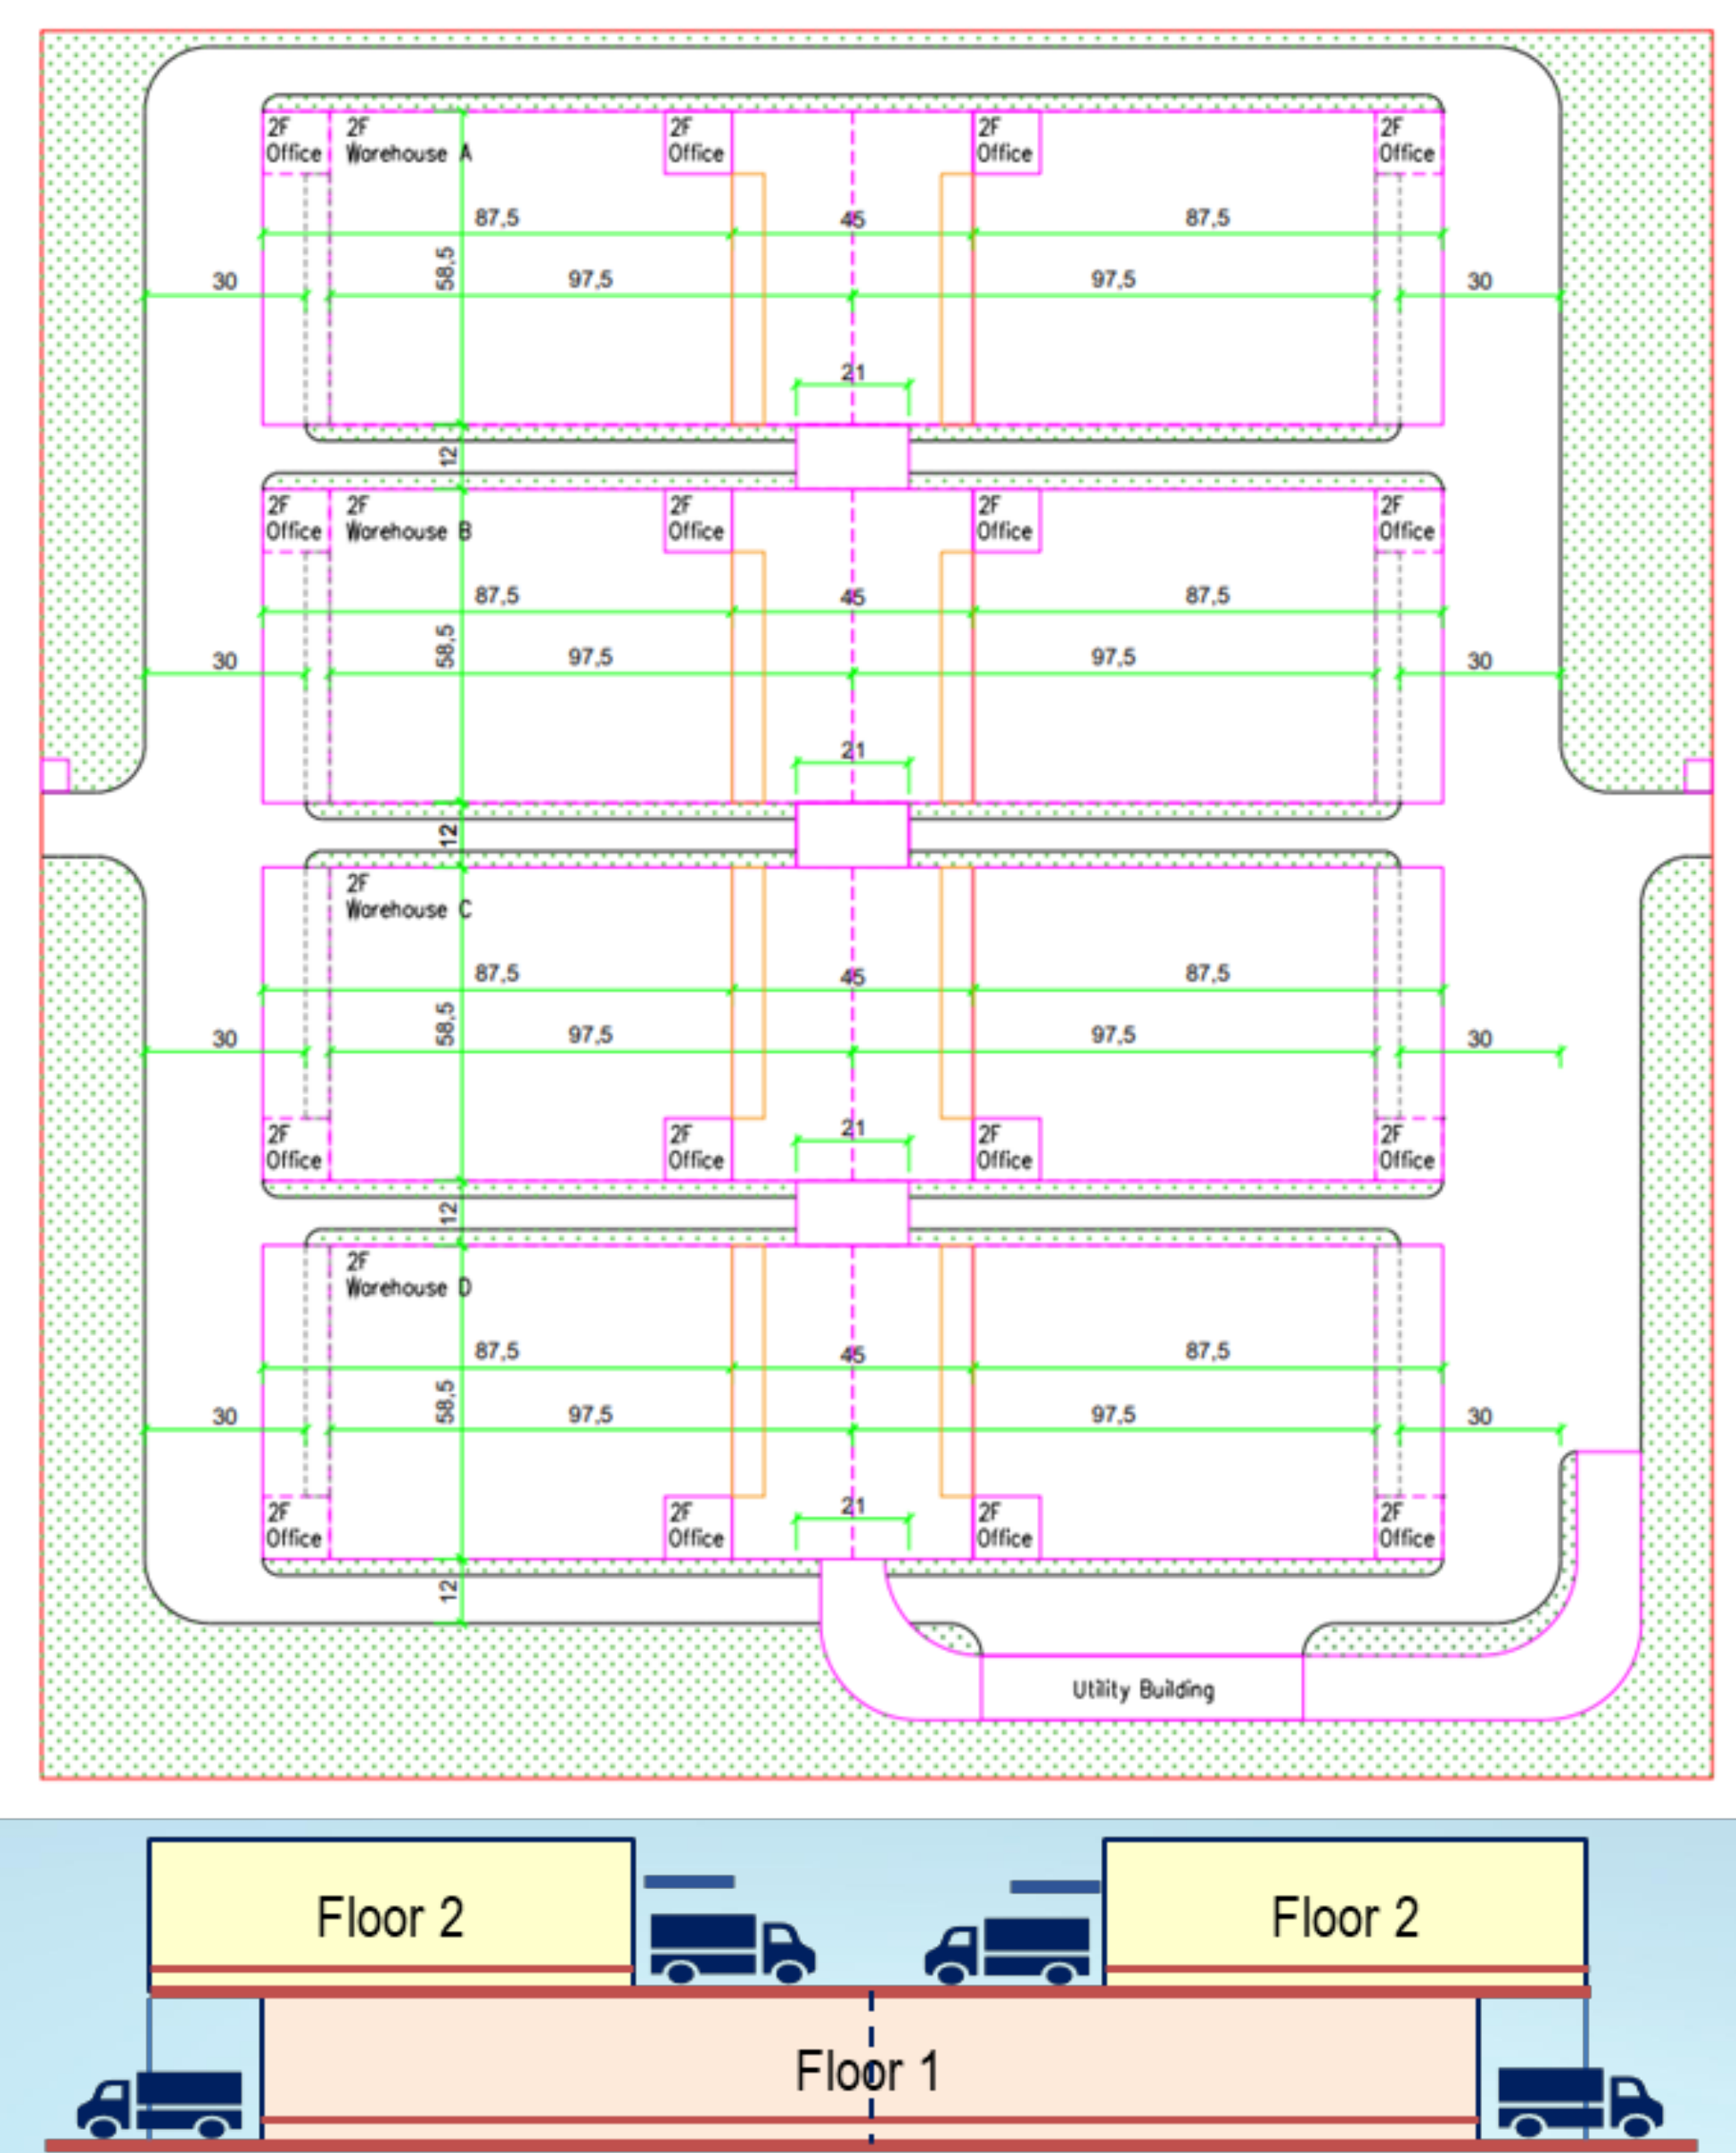 2F
Office
2F
Warehouse A
2F
Office
2F
Office
2F
Office
87,5
45
87,5
58,5
30
97,5
97,5
30
21
12
2F
Office
2F
Warehouse B
2F
Office
2F
Office
2F
Office
87,5
45
87,5
58,5
30
97,5
97,5
30
21
12
2F
Warehouse C
87,5
45
87,5
58,5
30
97,5
97,5
30
21
2F
Office
2F
Office
2F
Office
2F
Office
12
2F
Warehouse D
87,5
45
87,5
58,5
30
97,5
97,5
30
21
2F
Office
2F
Office
2F
Office
2F
Office
12
Utility Building
Floor 2
Floor 2
Floor 1